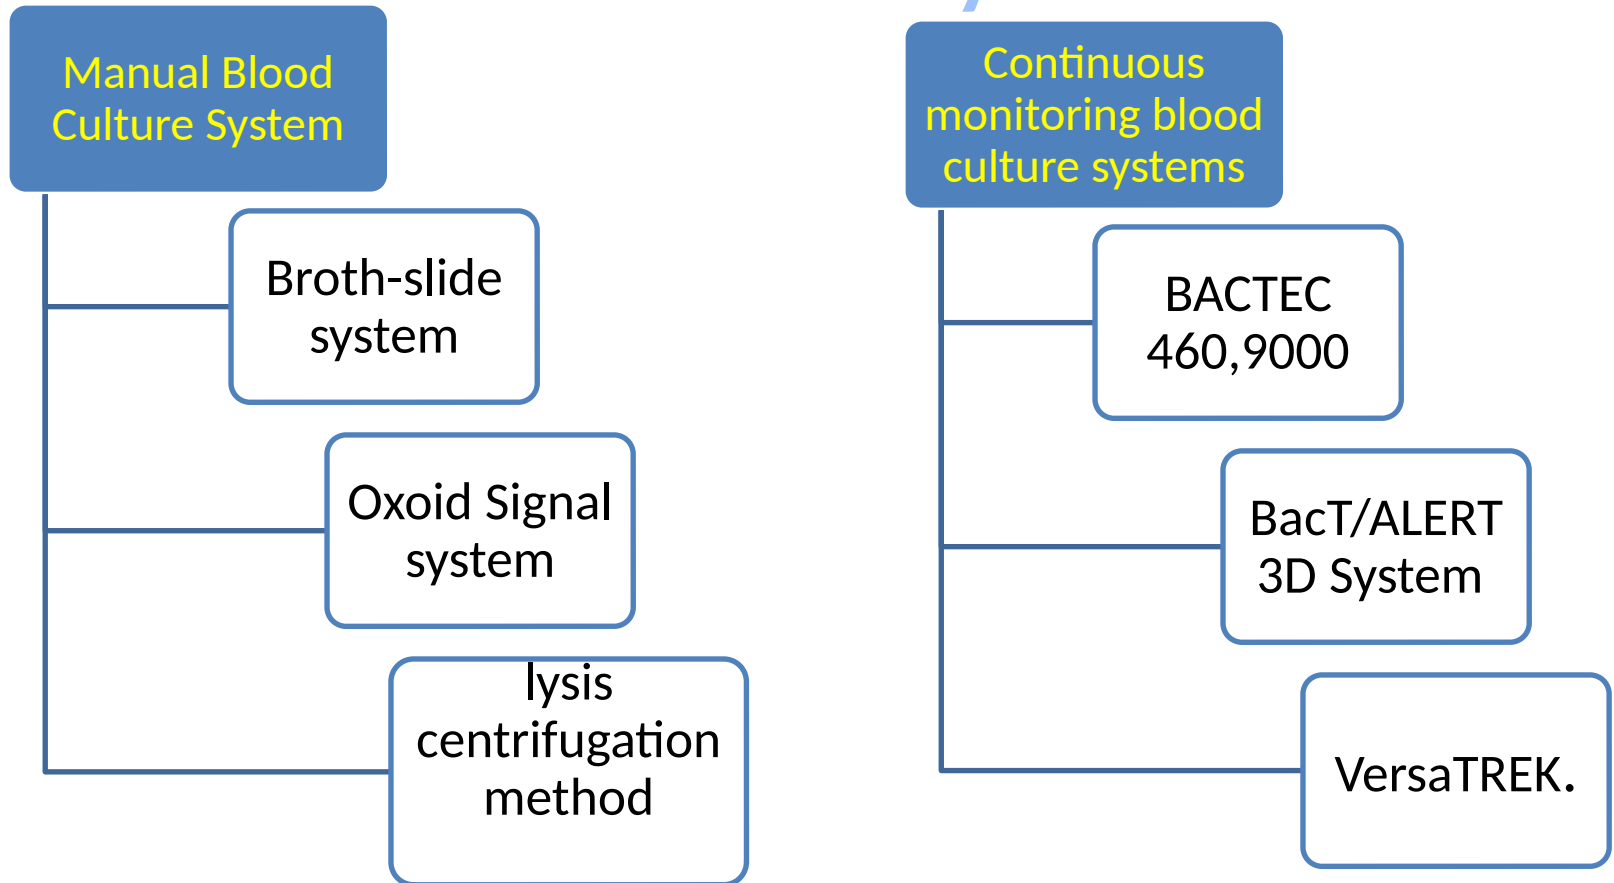 Manual Blood
Culture System
Broth-slide
system
Oxoid Signal
system
lysis
centrifugation
method
Continuous
monitoring blood
culture systems
BACTEC
460,9000
BacT/ALERT
3D System
VersaTREK.